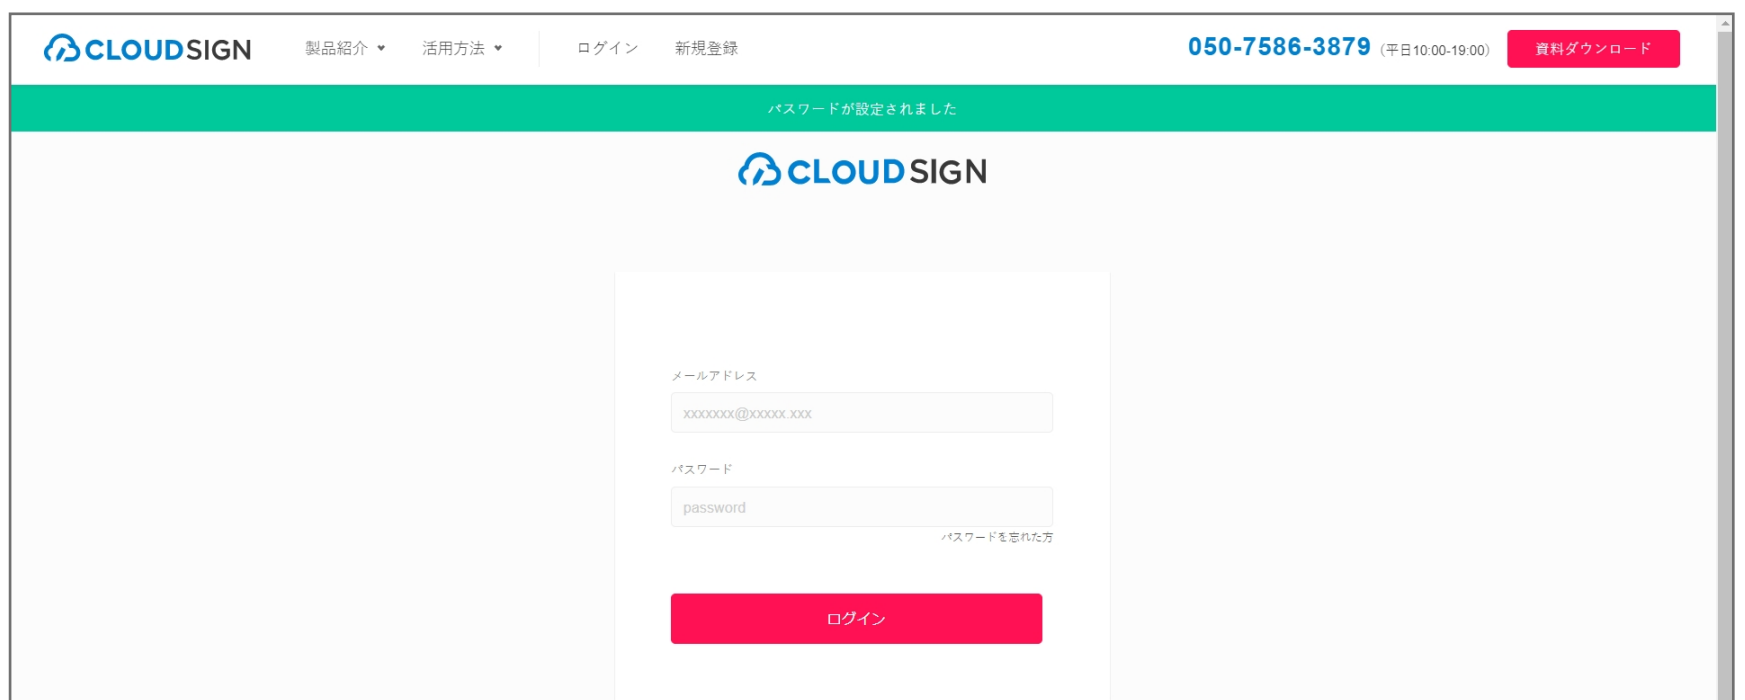 CLOUDSIGN 製品紹介 活用方法 ログイン 新規登録 050-7586-3879 (平日10:00-19:00) 資料ダウンロード
パスワードが設定されました
CLOUDSIGN
メールアドレス
xxxxxxx@xxxxx.xxx
パスワード
password
パスワードを忘れた方
ログイン